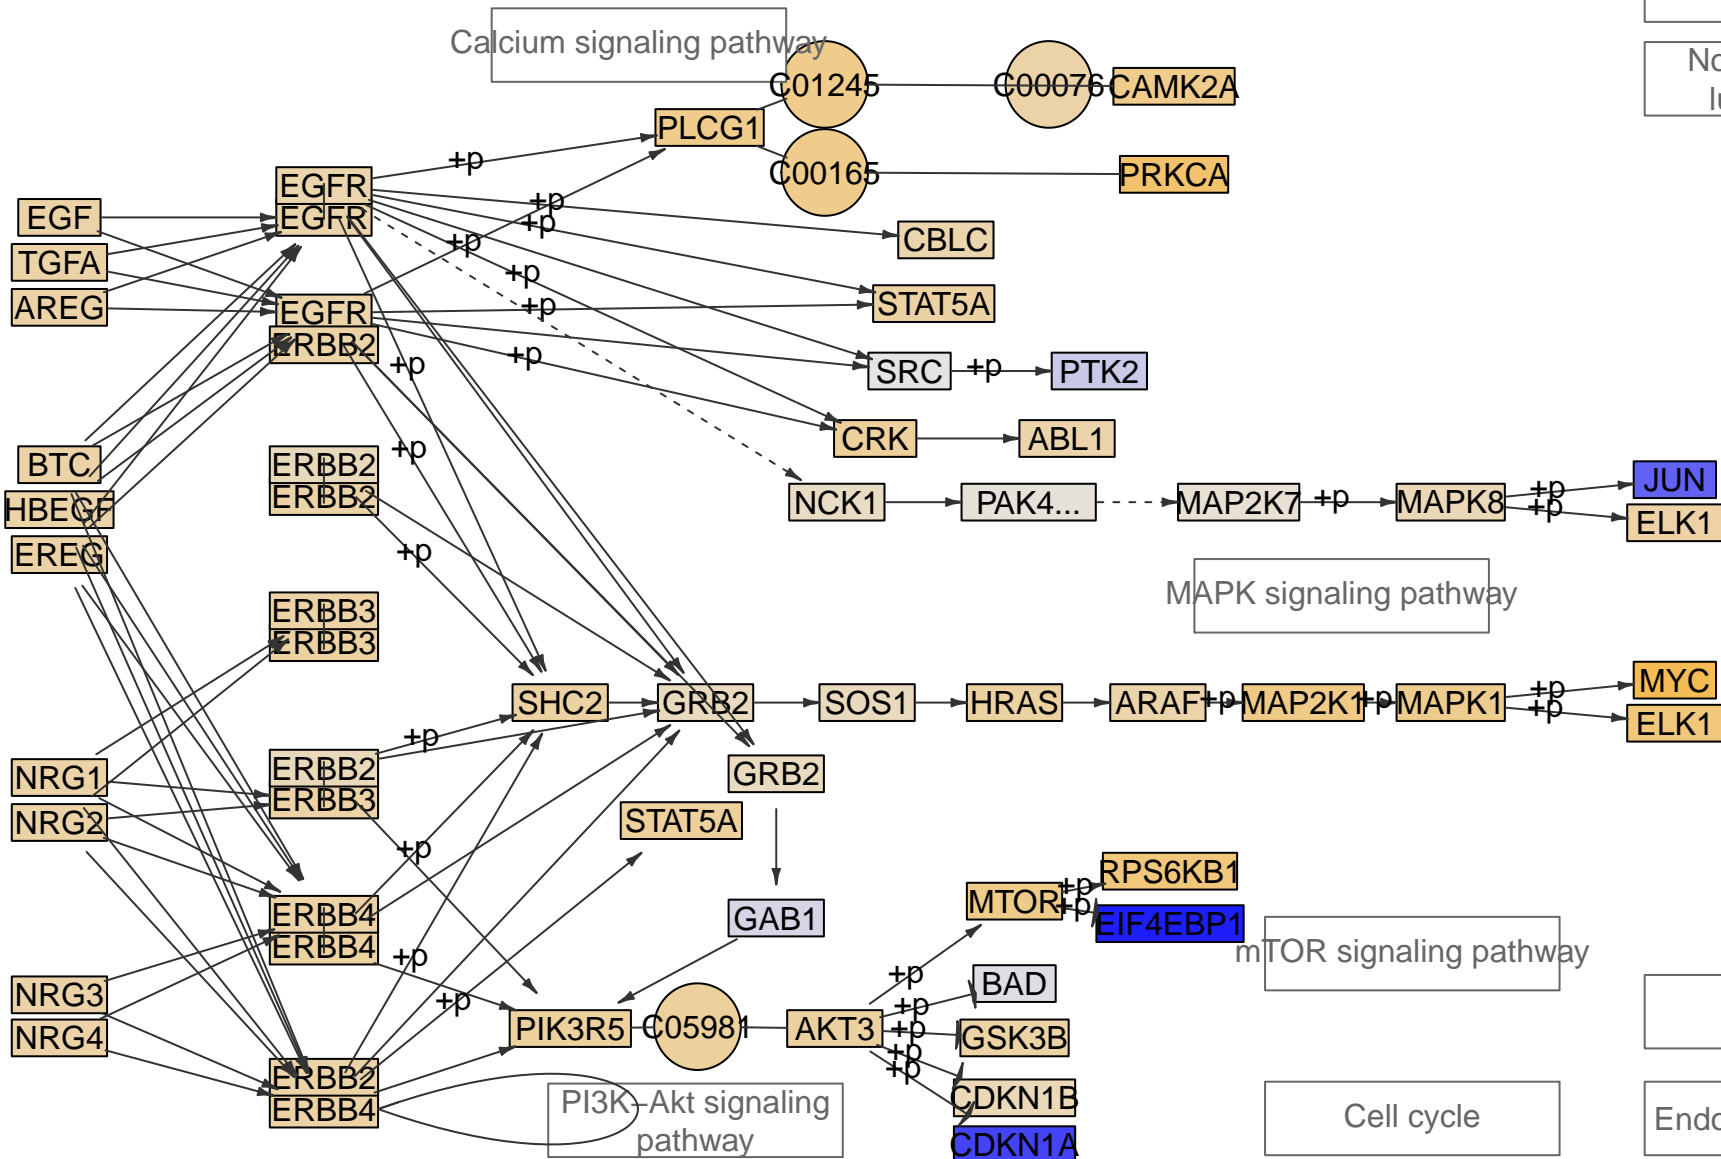 Calcium signaling pathway
No
lu
C01245
C00076
CAMK2A
PLCG1
C00165
PRKCA
+p
EGFR
EGFR
+p
+p
+p
EGF
TGFA
AREG
CBLC
+p
STAT5A
+p
EGFR
ERBB2
+p
+p
SRC
+p
PTK2
CRK
ABL1
+p
BTC
HBEGF
EREG
ERBB2
ERBB2
NCK1
PAK4...
MAP2K7
+p
MAPK8
+p
+p
JUN
ELK1
+p
MAPK signaling pathway
ERBB3
ERBB3
SHC2
GRB2
SOS1
HRAS
ARAF
+p
MAP2K1
+p
MAPK1
+p
+p
MYC
ELK1
+p
NRG1
NRG2
ERBB2
ERBB3
GRB2
STAT5A
+p
RPS6KB1
MTOR
+p
+p
EIF4EBP1
ERBB4
ERBB4
GAB1
mTOR signaling pathway
+p
+p
+p
BAD
NRG3
NRG4
PIK3R5
C05981
AKT3
+p
+p
+p
+p
GSK3B
ERBB2
ERBB4
PI3K−Akt signaling
pathway
CDKN1B
CDKN1A
Cell cycle
Endo